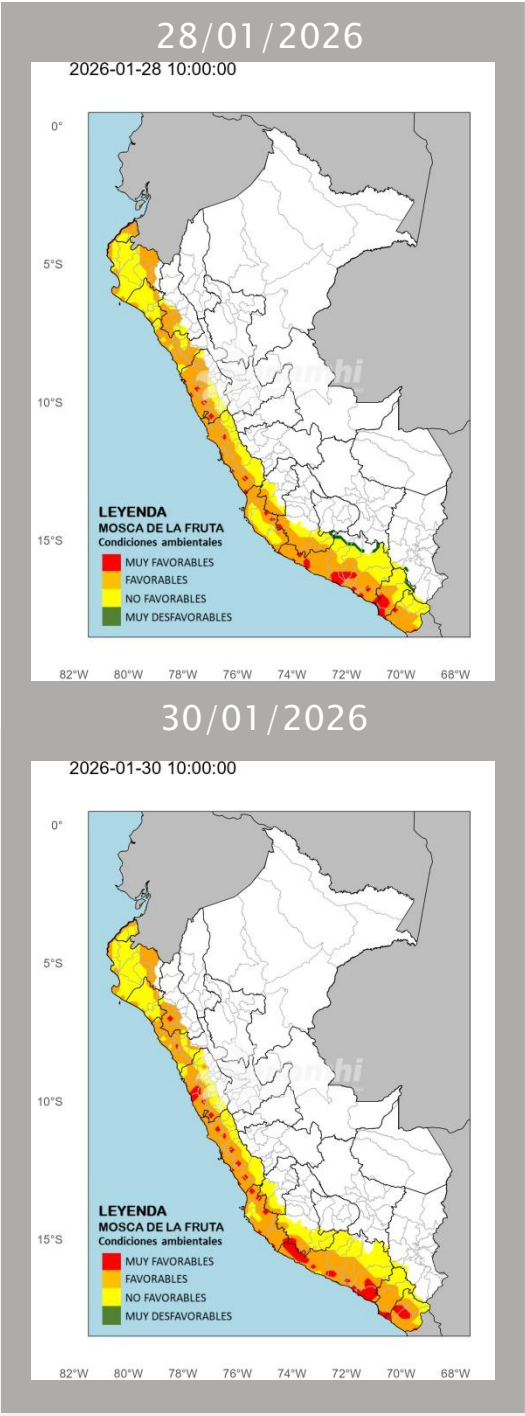 28/01/2026
2026-01-28 10:00:00
0°
5°S
10°S
15°S
LEYENDA
MOSCA DE LA FRUTA
Condiciones ambientales
MUY FAVORABLES
FAVORABLES
NO FAVORABLES
MUY DESFAVORABLES
82°W 80°W 78°W 76°W 74°W 72°W 70°W 68°W
30/01/2026
2026-01-30 10:00:00
0°
5°S
10°S
15°S
LEYENDA
MOSCA DE LA FRUTA
Condiciones ambientales
MUY FAVORABLES
FAVORABLES
NO FAVORABLES
MUY DESFAVORABLES
82°W 80°W 78°W 76°W 74°W 72°W 70°W 68°W